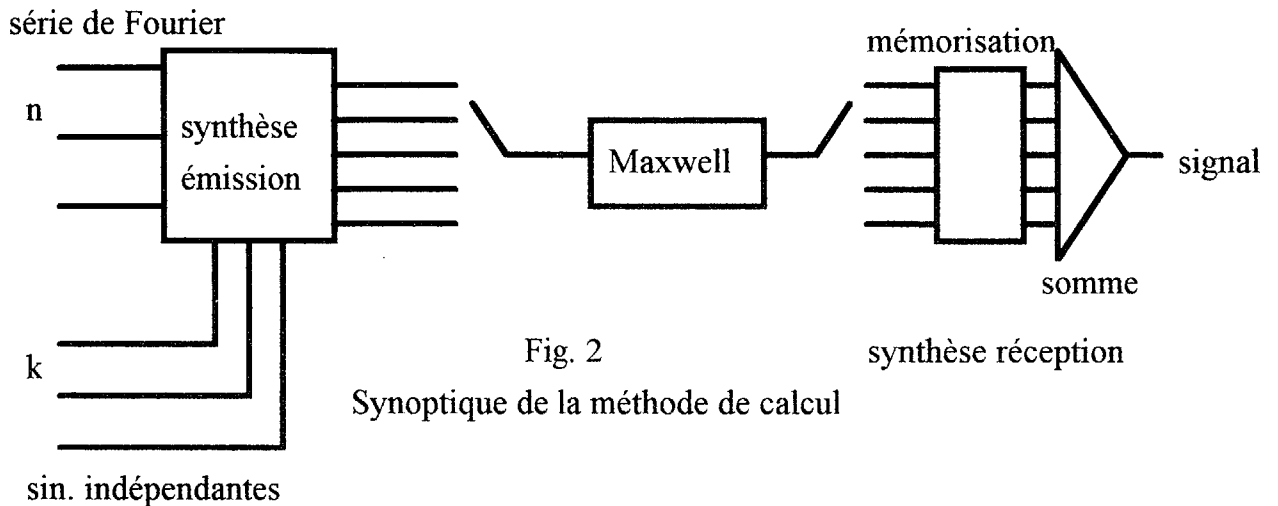 série de Fourier
n
synthèse
émission
Maxwell
mémorisation
signal
somme
k
Fig. 2
synthèse réception
Synoptique de la méthode de calcul
sin. indépendantes